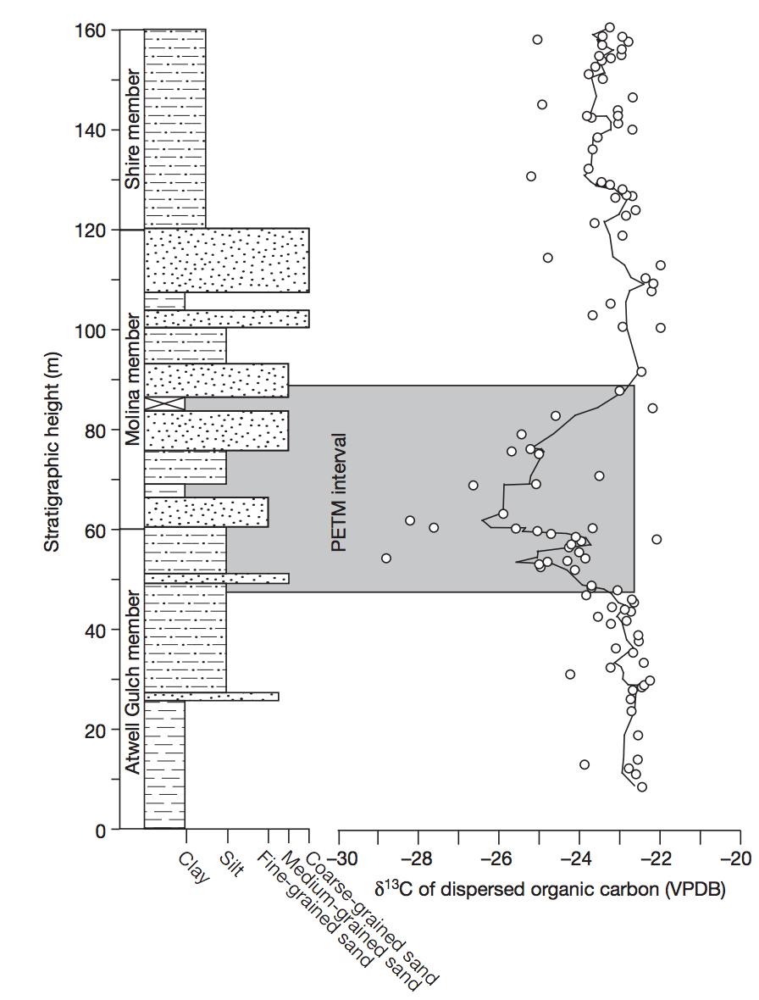 160
140
120
100
80
60
40
20
0
Stratigraphic height (m)
Shire member
Molina member
Atwell Gulch member
PETM interval
Clay
Silt
Fine-grained sand
Medium-grained sand
Coarse-grained sand
–30
–28
–26
–24
–22
–20
δ¹³C of dispersed organic carbon (VPDB)